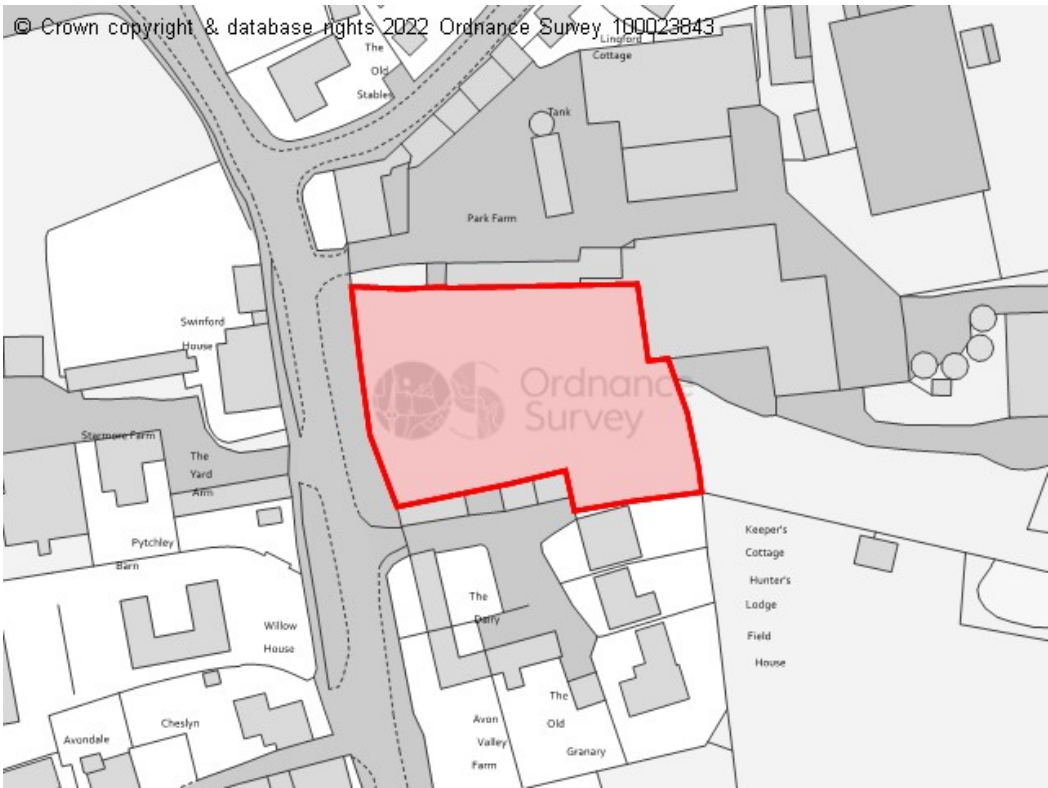 © Crown copyright & database rights 2022 Ordnance Survey 100023843
The
Old
Stables
Lingford
Cottage
Tank
Park Farm
Swinford
House
Ordnance
Survey
Starmore Farm
The
Yard
Arm
Pytchley
Barn
Keeper's
Cottage
Hunter's
Lodge
Field
House
The
Dairy
Willow
House
The
Old
Granary
Avon
Valley
Farm
Cheslyn
Avondale